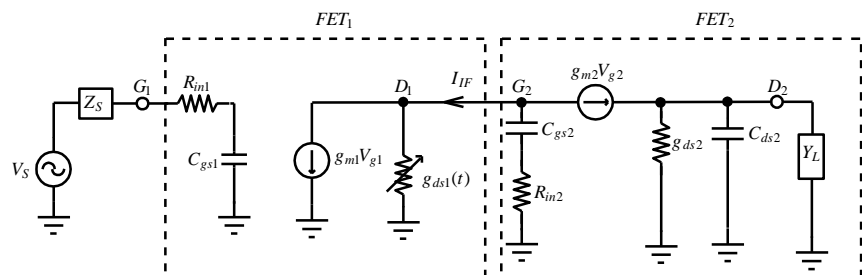 FET1
FET2
VS
ZS
G1
Rin1
Cgs1
gm1Vg1
D1
gds1(t)
IIF
G2
Cgs2
Rin2
gm2Vg2
gds2
Cds2
D2
YL